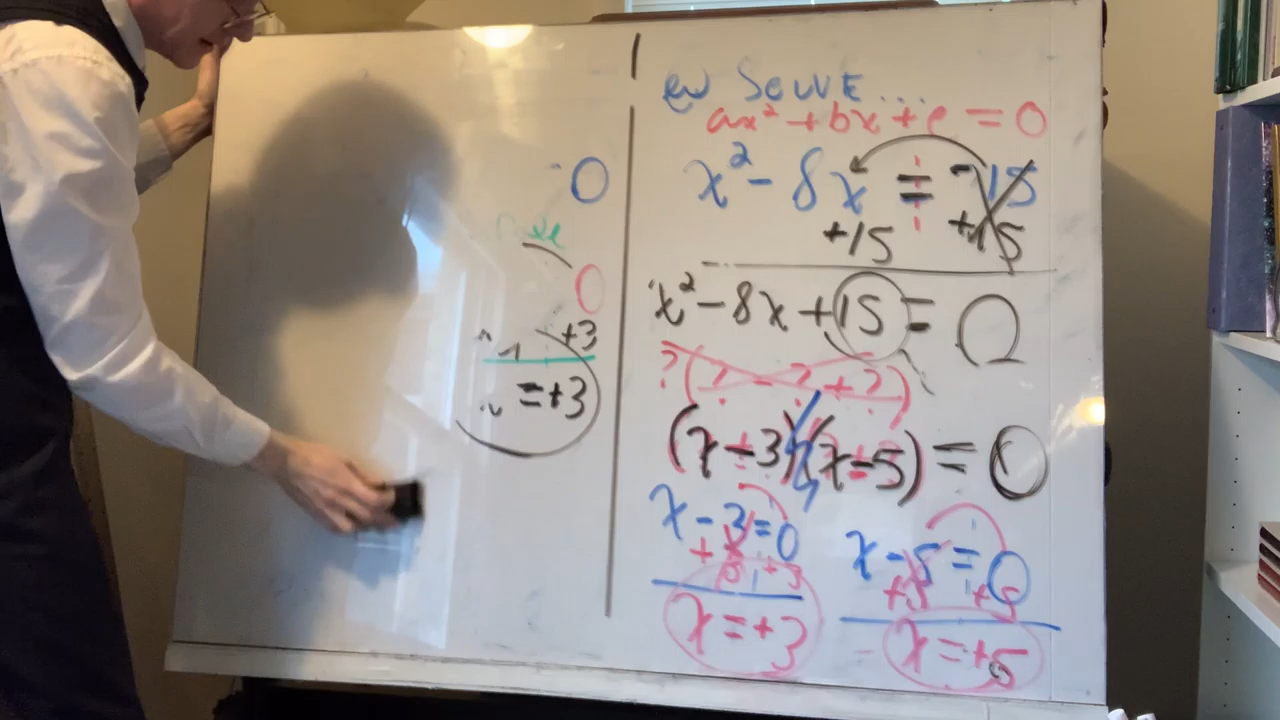 0
0
+3
= +3
ex SOLVE...
ax² + bx + c = 0
x² - 8x = -15
+15 +15
x² - 8x + 15 = 0
? (? - ? + ?)
(x - 3) (x - 5) = 0
x - 3 = 0
x - 5 = 0
+3 +3
+5 +5
x = +3
x = +5